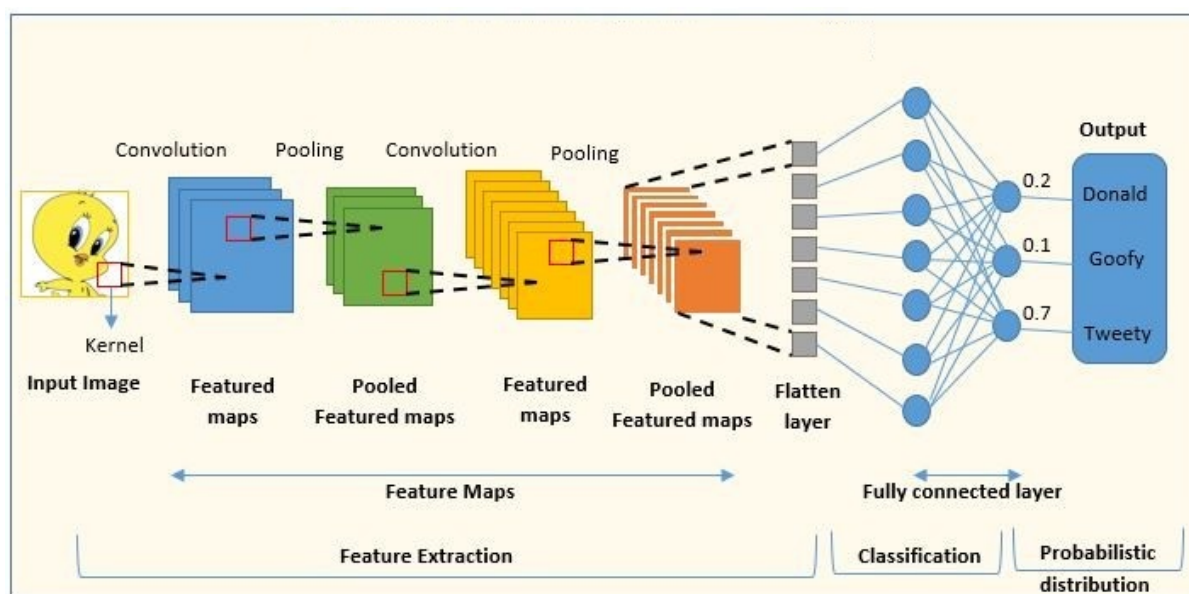 Convolution
Pooling
Convolution
Pooling
Output
0.2
Donald
0.1
Goofy
0.7
Tweety
Kernel
Input Image
Featured
maps
Pooled
Featured maps
Featured
maps
Pooled
Featured maps
Flatten
layer
Feature Maps
Fully connected layer
Feature Extraction
Classification
Probabilistic
distribution